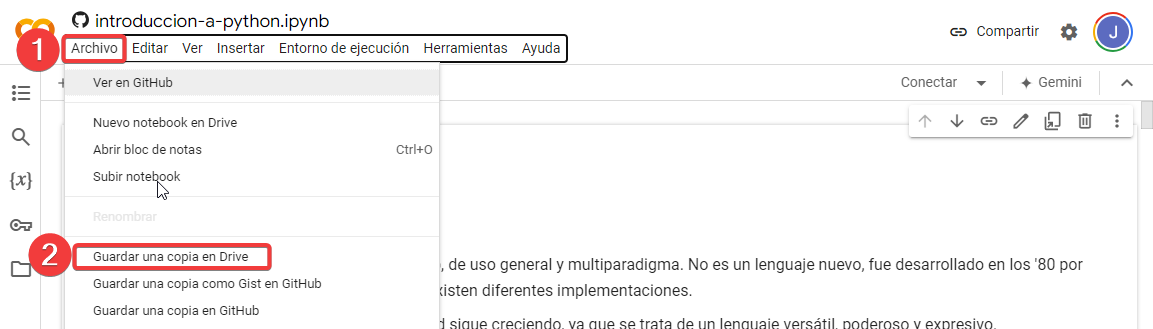 introduccion-a-python.ipynb
1
Archivo Editar Ver Insertar Entorno de ejecución Herramientas Ayuda
Compartir
J
Ver en GitHub
Conectar
Gemini
Nuevo notebook en Drive
Abrir bloc de notas Ctrl+O
Subir notebook
{x}
Renombrar
2
Guardar una copia en Drive
, de uso general y multiparadigma. No es un lenguaje nuevo, fue desarrollado en los '80 por
Guardar una copia como Gist en GitHub
xisten diferentes implementaciones.
Guardar una copia en GitHub
d sigue creciendo, ya que se trata de un lenguaje versátil, poderoso y expresivo.